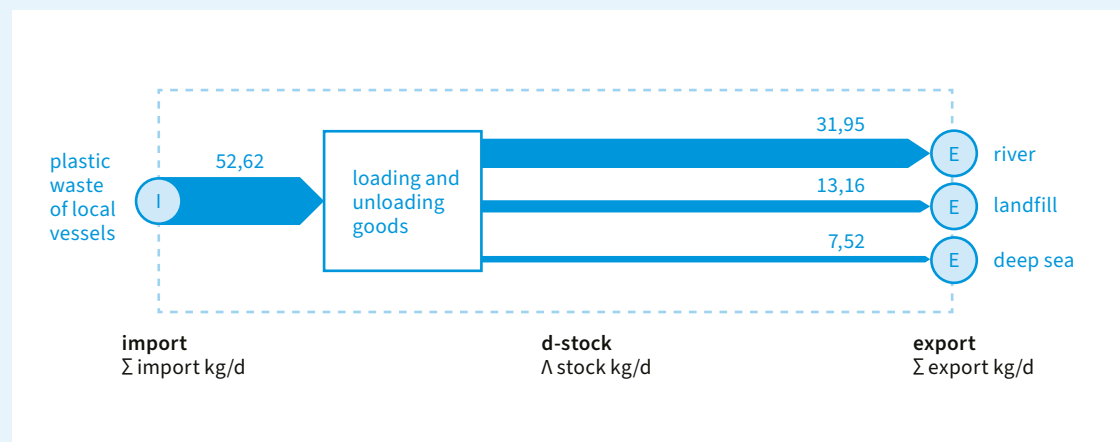 plastic
waste
of local
vessels
52,62
I
loading and
unloading
goods
31,95
E
river
13,16
E
landfill
7,52
E
deep sea
import
Σ import kg/d
d-stock
Λ stock kg/d
export
Σ export kg/d